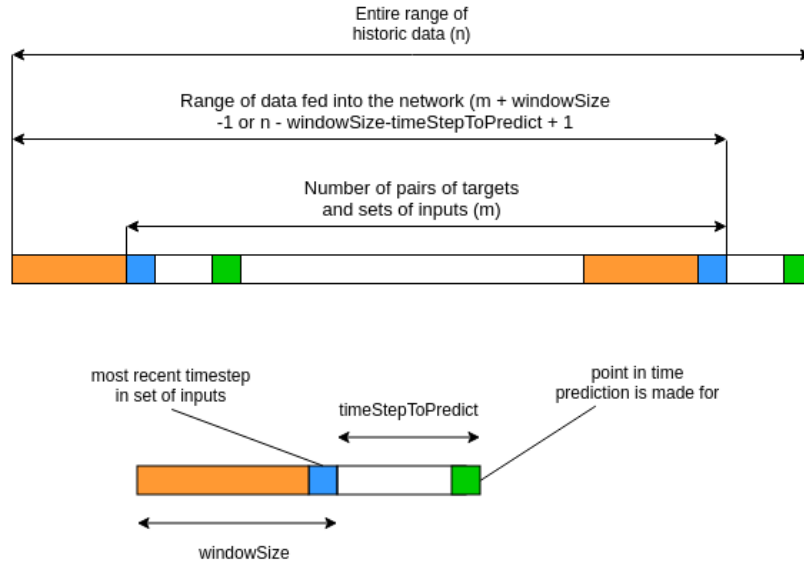 Entire range of
historic data (n)
Range of data fed into the network (m + windowSize
-1 or n - windowSize-timeStepToPredict + 1
Number of pairs of targets
and sets of inputs (m)
most recent timestep
in set of inputs
timeStepToPredict
point in time
prediction is made for
windowSize